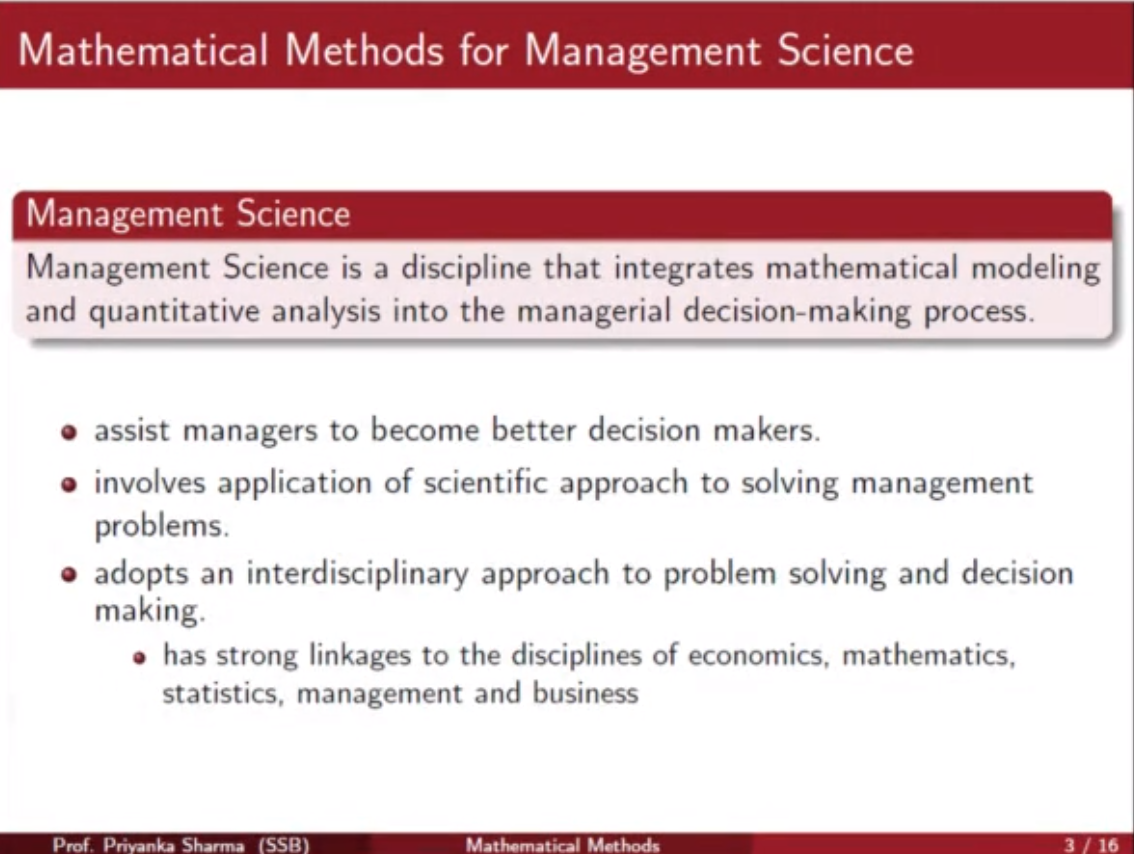 Mathematical Methods for Management Science
Management Science
Management Science is a discipline that integrates mathematical modeling
and quantitative analysis into the managerial decision-making process.
assist managers to become better decision makers.
involves application of scientific approach to solving management
problems.
adopts an interdisciplinary approach to problem solving and decision
making.
has strong linkages to the disciplines of economics, mathematics,
statistics, management and business
Prof. Priyanka Sharma (SSB) Mathematical Methods 3 / 16